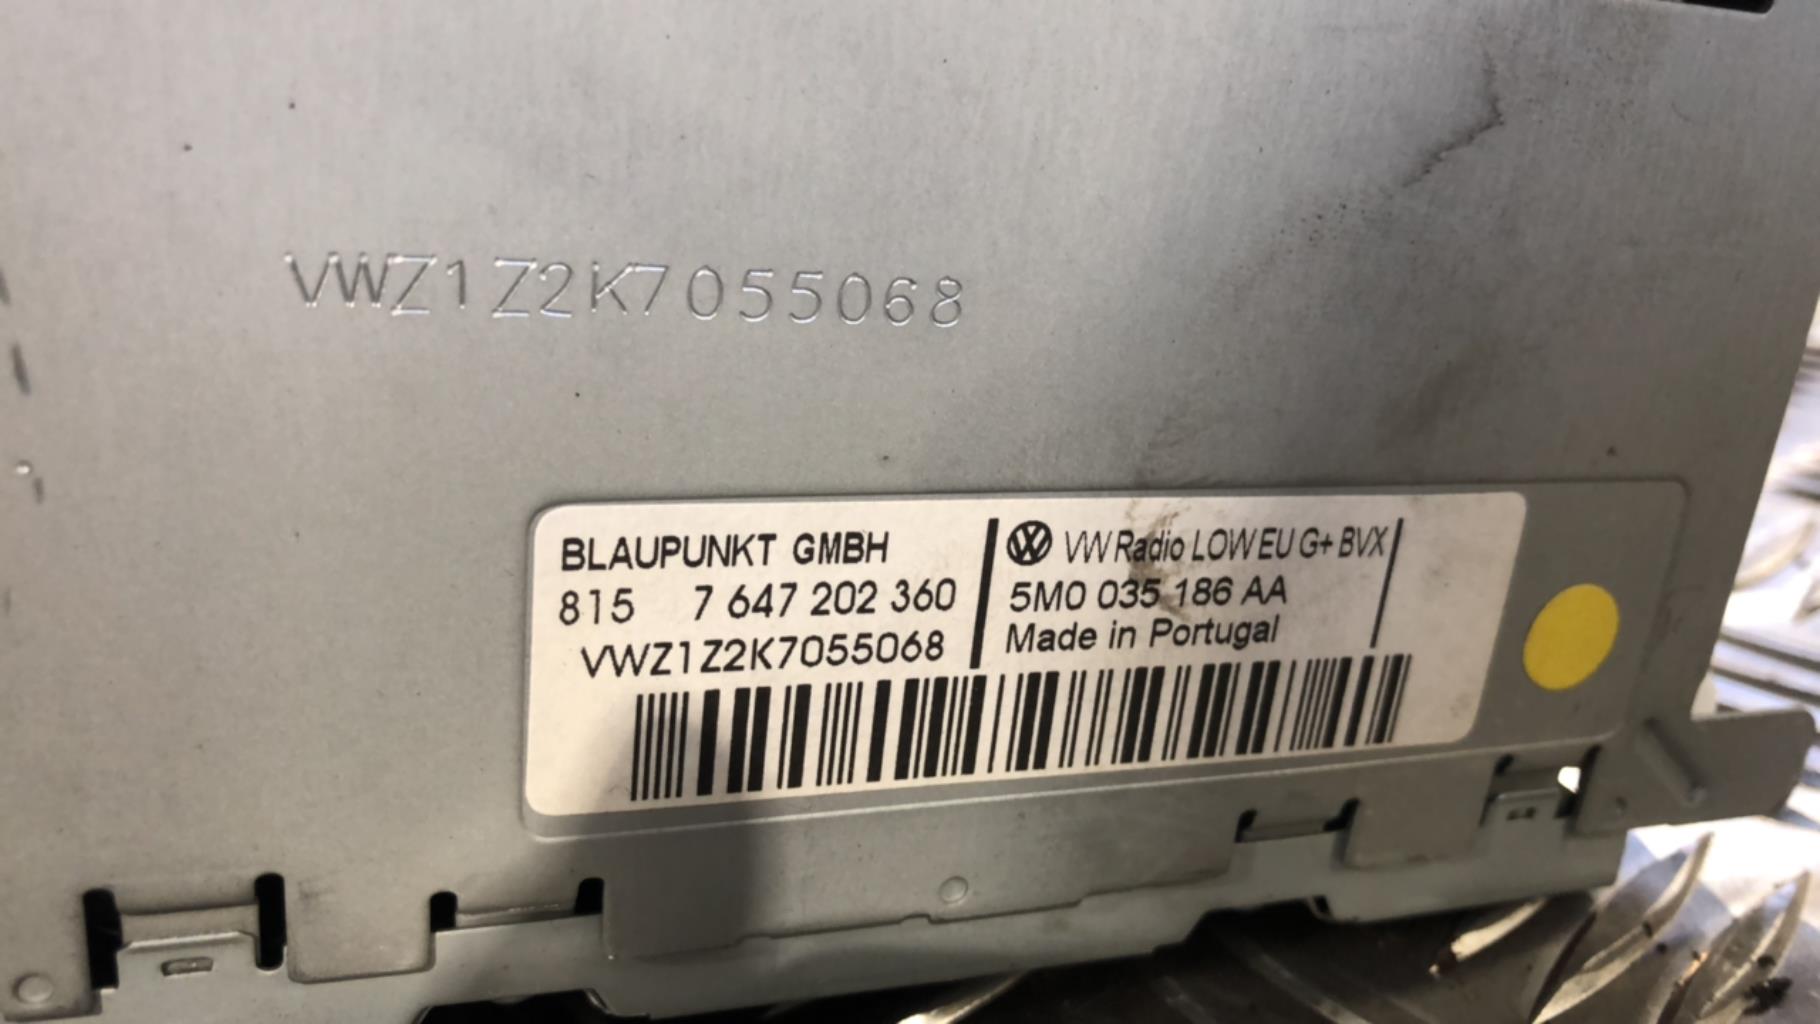 VWZ1Z2K7055068
BLAUPUNKT GMBH
815 7 647 202 360
VWZ1Z2K7055068
VW Radio LOW EU G+ BVX
5M0 035 186 AA
Made in Portugal